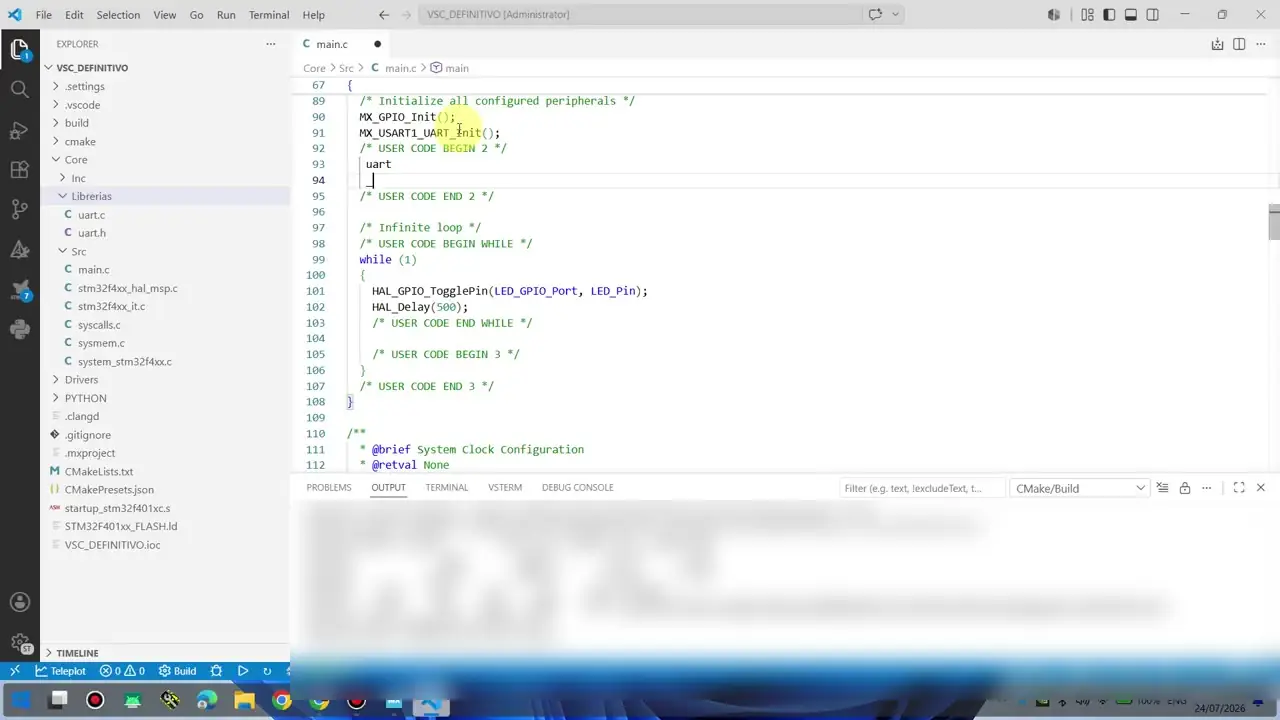 File Edit Selection View Go Run Terminal Help
VSC_DEFINITIVO [Administrator]
EXPLORER
VSC_DEFINITIVO
.settings
.vscode
build
cmake
Core
Inc
Librerias
uart.c
uart.h
Src
main.c
stm32f4xx_hal_msp.c
stm32f4xx_it.c
syscalls.c
sysmem.c
system_stm32f4xx.c
Drivers
PYTHON
.clangd
.gitignore
.mxproject
CMakeLists.txt
CMakePresets.json
startup_stm32f401xc.s
STM32F401xx_FLASH.ld
VSC_DEFINITIVO.ioc
TIMELINE
main.c
Core > Src > main.c > main
67 {
89 /* Initialize all configured peripherals */
90 MX_GPIO_Init();
91 MX_USART1_UART_Init();
92 /* USER CODE BEGIN 2 */
93 uart
94 _
95 /* USER CODE END 2 */
96
97 /* Infinite loop */
98 /* USER CODE BEGIN WHILE */
99 while (1)
100 {
101 HAL_GPIO_TogglePin(LED_GPIO_Port, LED_Pin);
102 HAL_Delay(500);
103 /* USER CODE END WHILE */
104
105 /* USER CODE BEGIN 3 */
106 }
107 /* USER CODE END 3 */
108 }
109
110 /**
111 * @brief System Clock Configuration
112 * @retval None
PROBLEMS OUTPUT TERMINAL VSTERM DEBUG CONSOLE
Filter (e.g. text, !excludeText, t...
CMake/Build
Teleplot 0 0 Build
100% ENG
24/07/2026